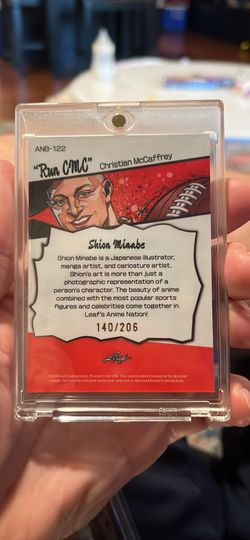 ANB-122
"Run CMC" Christian McCaffrey
Shion Minabe
Shion Minabe is a Japanese illustrator,
manga artist, and caricature artist.
Shion's art is more than just a
photographic representation of a
person's character. The beauty of anime
combined with the most popular sports
figures and celebrities come together in
Leaf's Anime Nation!
140/206
Leaf